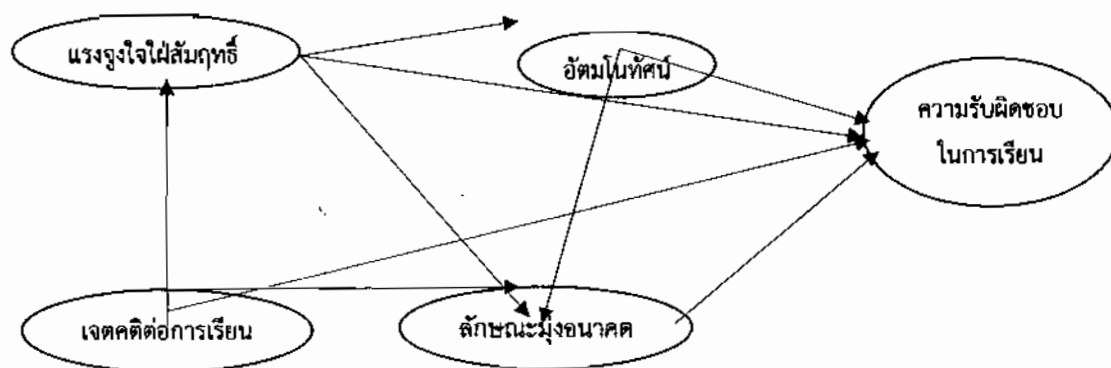 แรงจูงใจใฝ่สัมฤทธิ์
อัตมโนทัศน์
ความรับผิดชอบ
ในการเรียน
เจตคติต่อการเรียน
ลักษณะมุ่งอนาคต